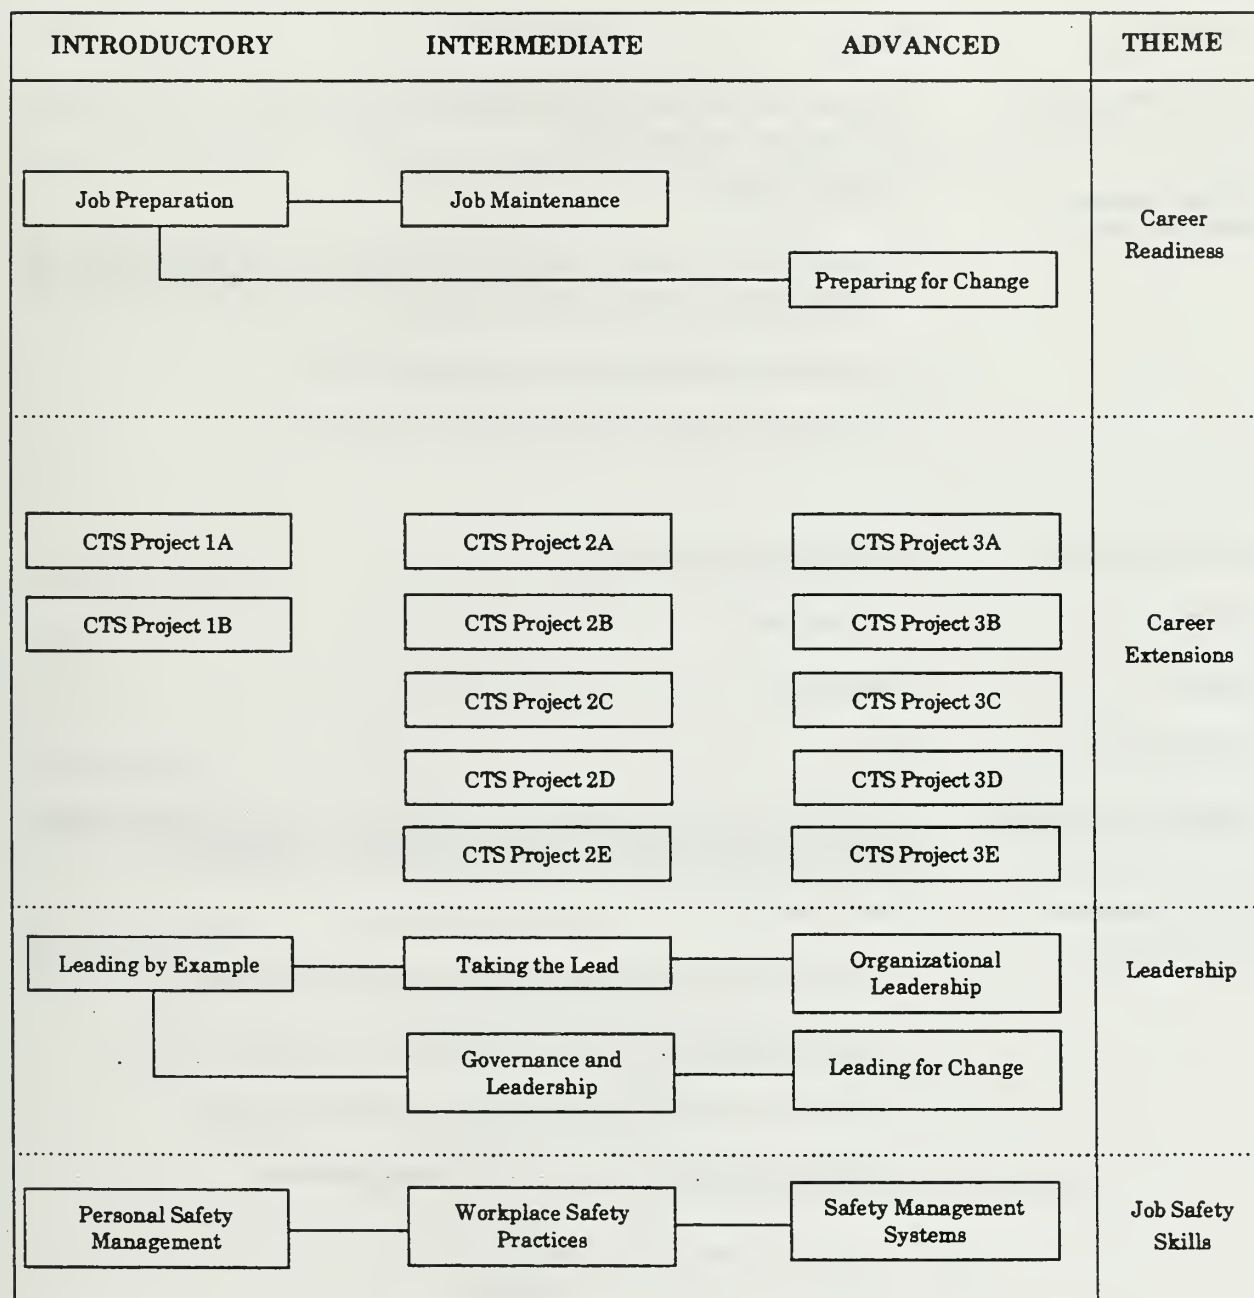 INTRODUCTORY INTERMEDIATE ADVANCED THEME
Job Preparation Job Maintenance
Career
Readiness
Preparing for Change
CTS Project 1A CTS Project 2A CTS Project 3A
CTS Project 1B CTS Project 2B CTS Project 3B
Career
Extensions
CTS Project 2C CTS Project 3C
CTS Project 2D CTS Project 3D
CTS Project 2E CTS Project 3E
Leading by Example
Taking the Lead
Organizational
Leadership
Leadership
Governance and
Leadership
Leading for Change
Personal Safety
Management
Workplace Safety
Practices
Safety Management
Systems
Job Safety
Skills